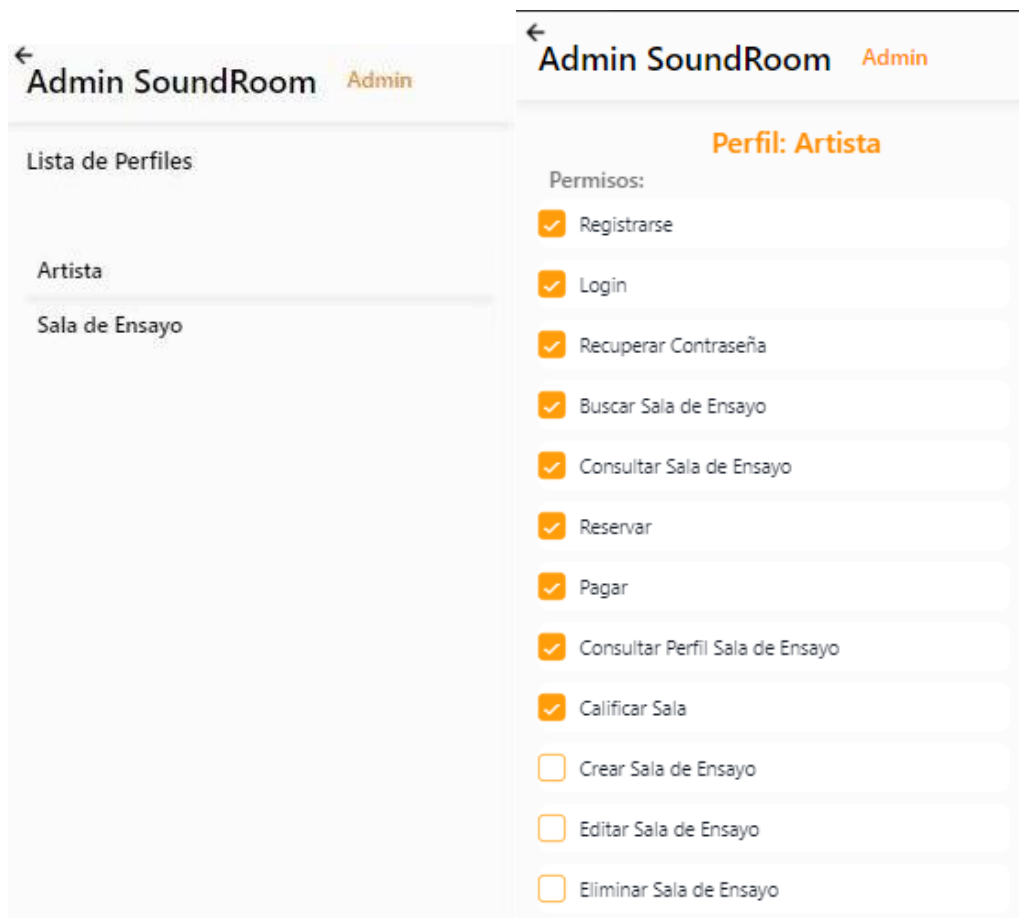 Admin SoundRoom Admin
Lista de Perfiles
Artista
Sala de Ensayo
Admin SoundRoom Admin
Perfil: Artista
Permisos:
Registrarse
Login
Recuperar Contraseña
Buscar Sala de Ensayo
Consultar Sala de Ensayo
Reservar
Pagar
Consultar Perfil Sala de Ensayo
Calificar Sala
Crear Sala de Ensayo
Editar Sala de Ensayo
Eliminar Sala de Ensayo